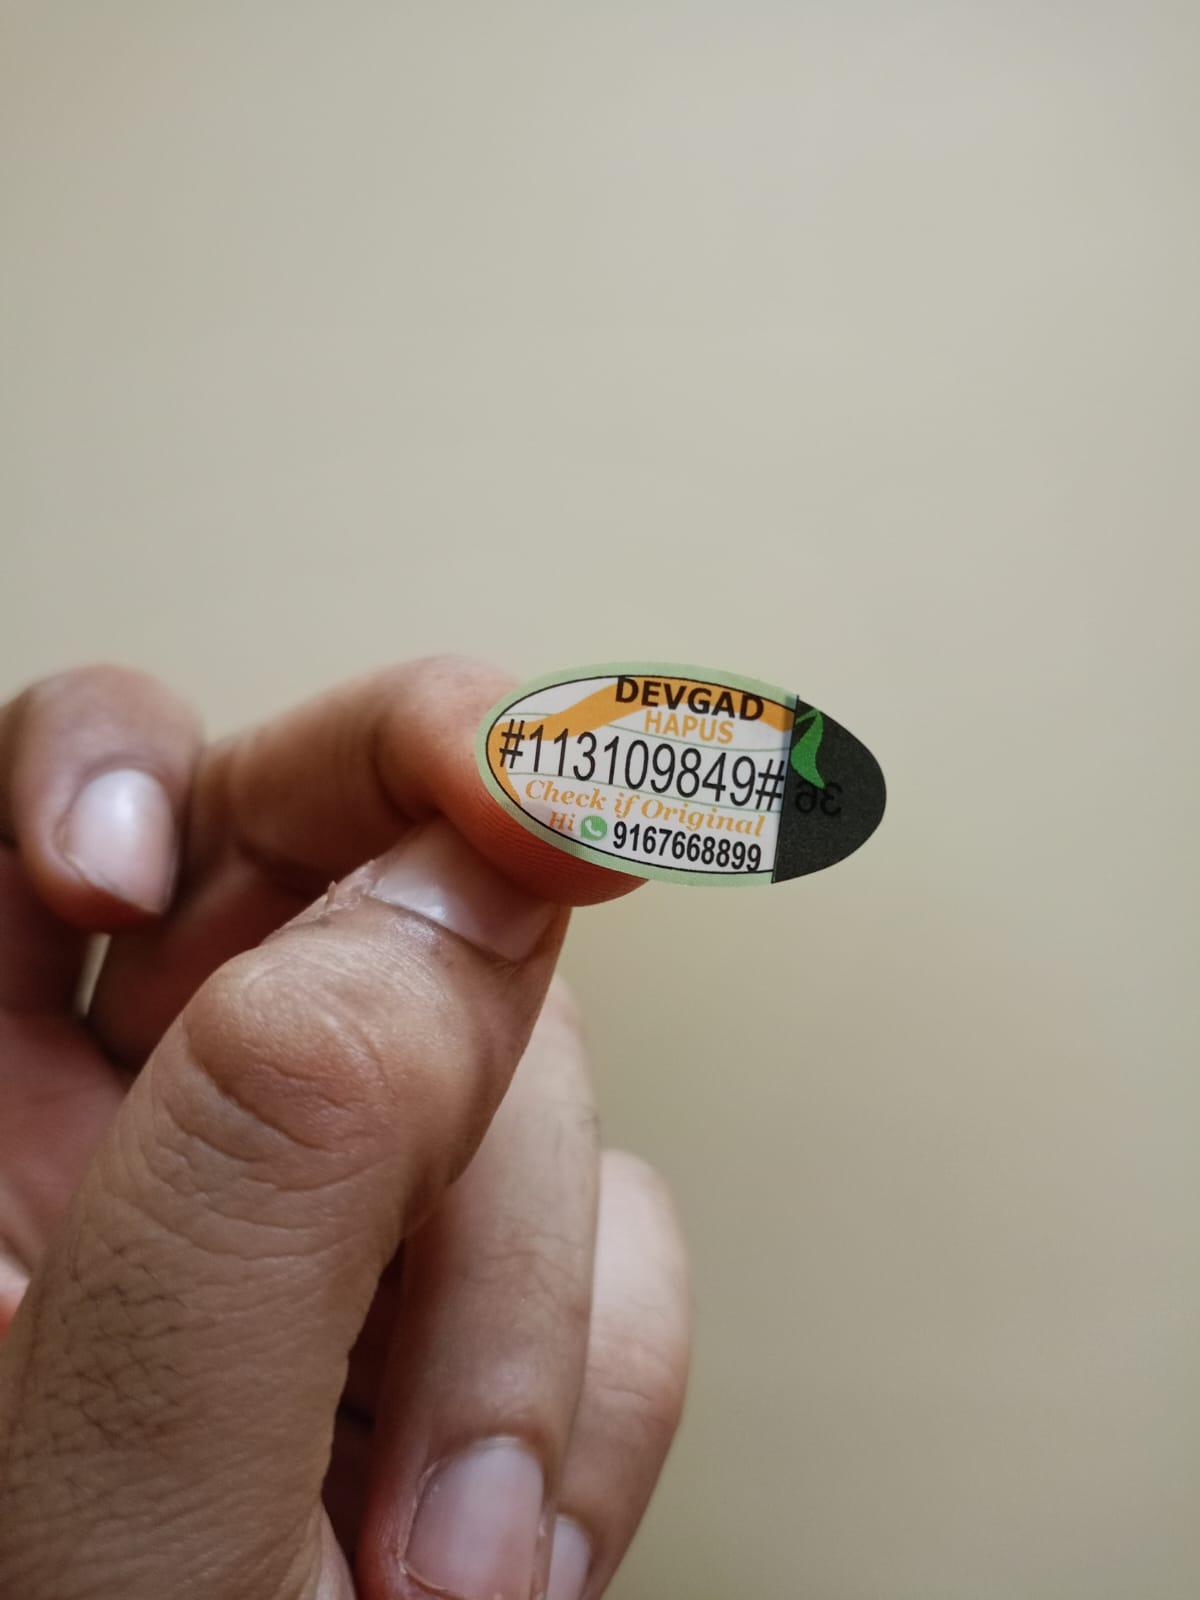 DEVGAD
HAPUS
#113109849#
Check if Original
Hi 9167668899